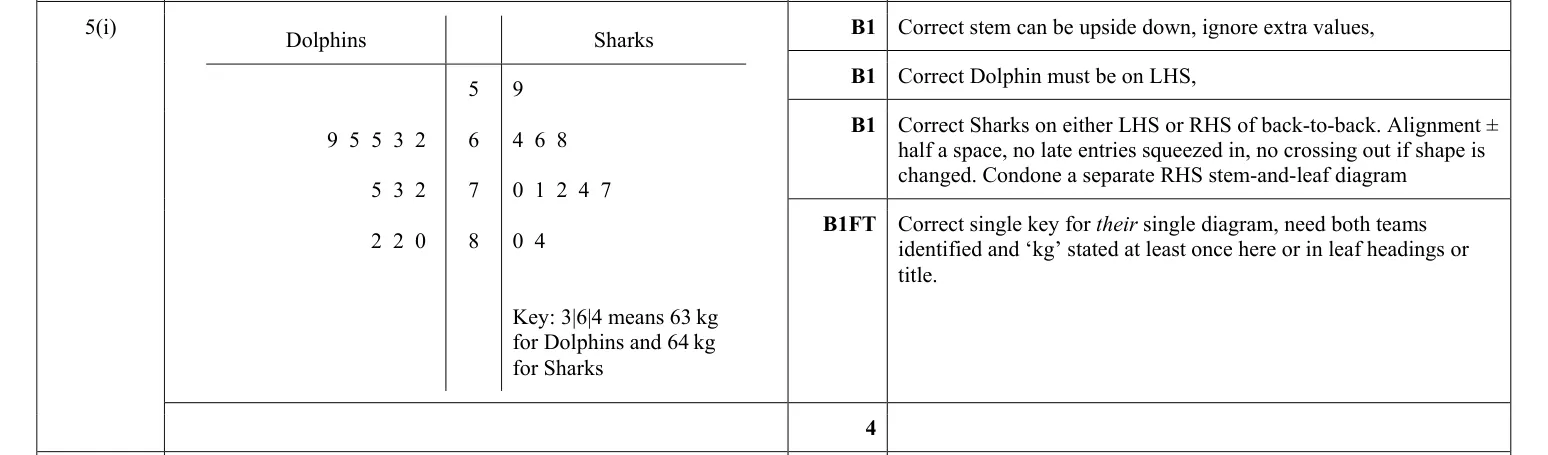 5(i)
Dolphins Sharks
5 9
9 5 5 3 2 6 4 6 8
5 3 2 7 0 1 2 4 7
2 2 0 8 0 4
Key: 3|6|4 means 63 kg
for Dolphins and 64 kg
for Sharks
B1 Correct stem can be upside down, ignore extra values,
B1 Correct Dolphin must be on LHS,
B1 Correct Sharks on either LHS or RHS of back-to-back. Alignment ±
half a space, no late entries squeezed in, no crossing out if shape is
changed. Condone a separate RHS stem-and-leaf diagram
B1FT Correct single key for their single diagram, need both teams
identified and ‘kg’ stated at least once here or in leaf headings or
title.
4